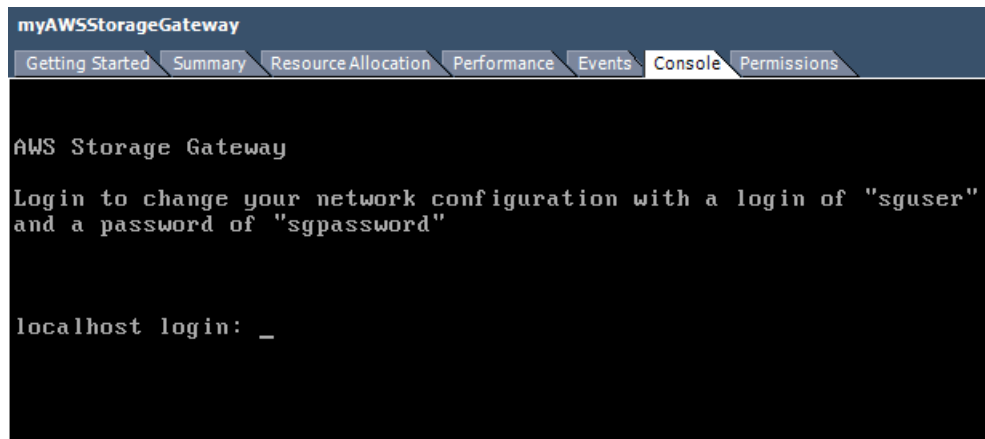 myAWSStorageGateway
Getting Started Summary Resource Allocation Performance Events Console Permissions
AWS Storage Gateway
Login to change your network configuration with a login of "sguser"
and a password of "sgpassword"
localhost login: _